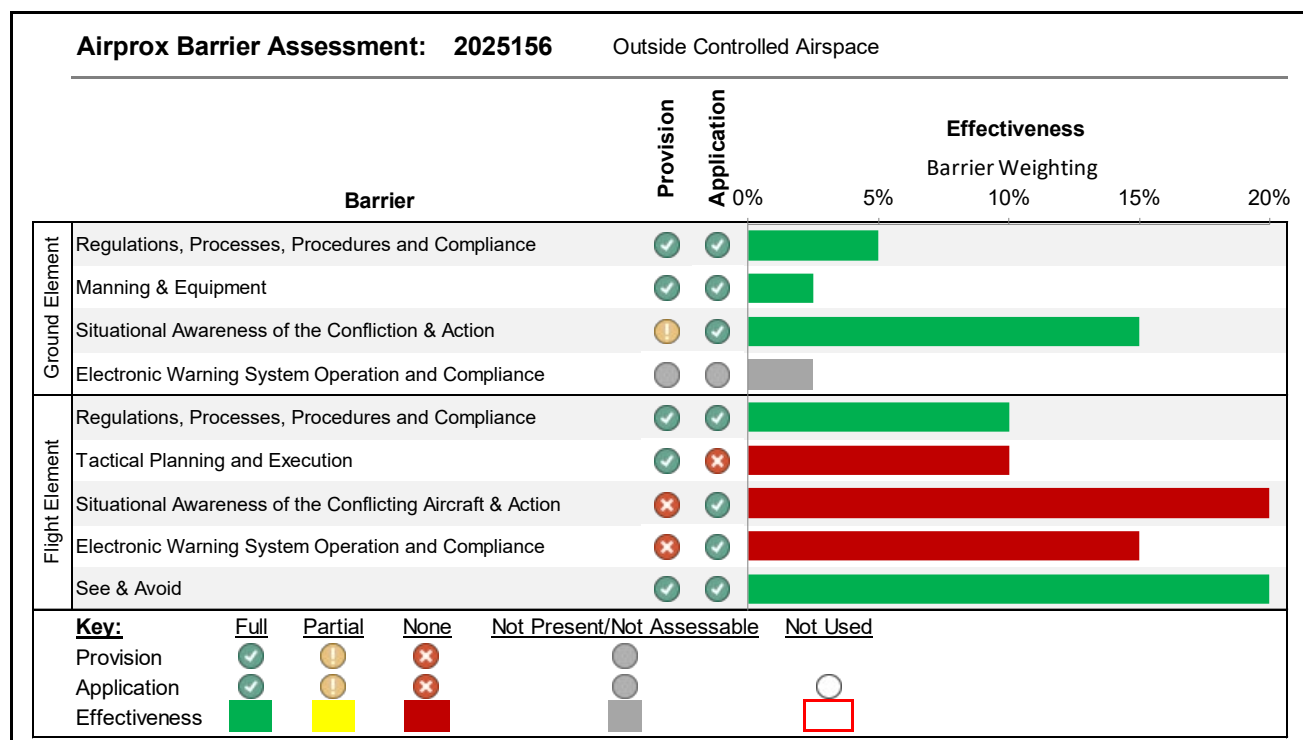 Airprox Barrier Assessment: 2025156 Outside Controlled Airspace
Barrier
Provision
Application
Effectiveness
Barrier Weighting
0% 5% 10% 15% 20%
Ground Element
Regulations, Processes, Procedures and Compliance
Manning & Equipment
Situational Awareness of the Confliction & Action
Electronic Warning System Operation and Compliance
Flight Element
Regulations, Processes, Procedures and Compliance
Tactical Planning and Execution
Situational Awareness of the Conflicting Aircraft & Action
Electronic Warning System Operation and Compliance
See & Avoid
Key: Full Partial None Not Present/Not Assessable Not Used
Provision
Application
Effectiveness